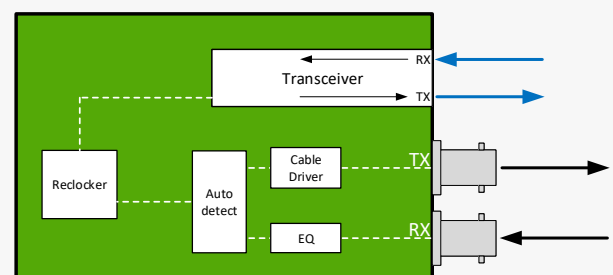 RX
Transceiver
TX
Cable
Driver
TX
Reclocker
Auto
detect
EQ
RX